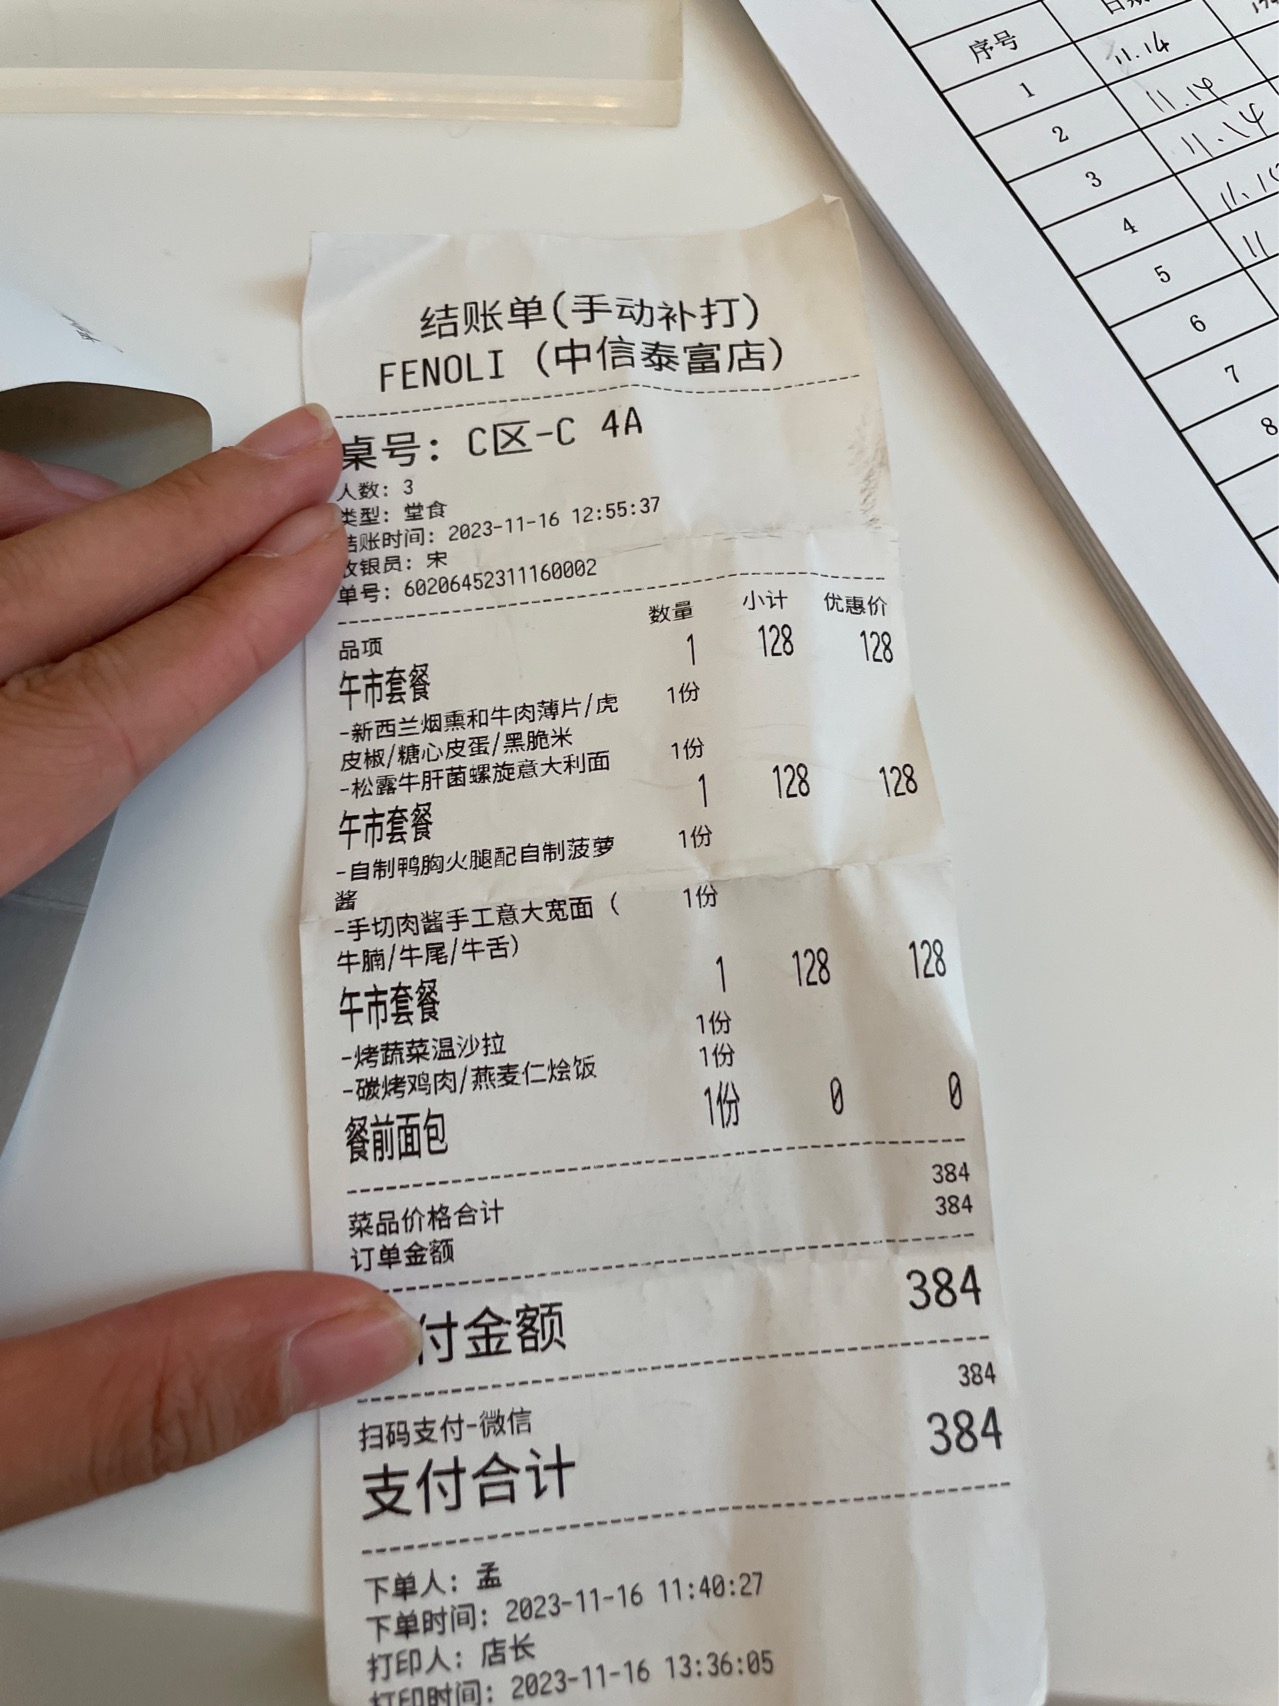 结账单(手动补打)
FENOLI (中信泰富店)
桌号: C区-C 4A
人数: 3
类型: 堂食
结账时间: 2023-11-16 12:55:37
收银员: 宋
单号: 60206452311160002
品项 数量 小计 优惠价
午市套餐 1 128 128
-新西兰烟熏和牛肉薄片/虎 1份
皮椒/糖心皮蛋/黑脆米
-松露牛肝菌螺旋意大利面 1份
午市套餐 1 128 128
-自制鸭胸火腿配自制菠萝 1份
酱
-手切肉酱手工意大宽面 ( 1份
牛腩/牛尾/牛舌)
午市套餐 1 128 128
-烤蔬菜温沙拉 1份
-碳烤鸡肉/燕麦仁烩饭 1份
餐前面包 1份 0 0
菜品价格合计 384
订单金额 384
付金额 384
扫码支付-微信 384
支付合计 384
下单人: 孟
下单时间: 2023-11-16 11:40:27
打印人: 店长
打印时间: 2023-11-16 13:36:05
序号
1 11.14
2 11.14
3 11.14
4
5
6
7
8